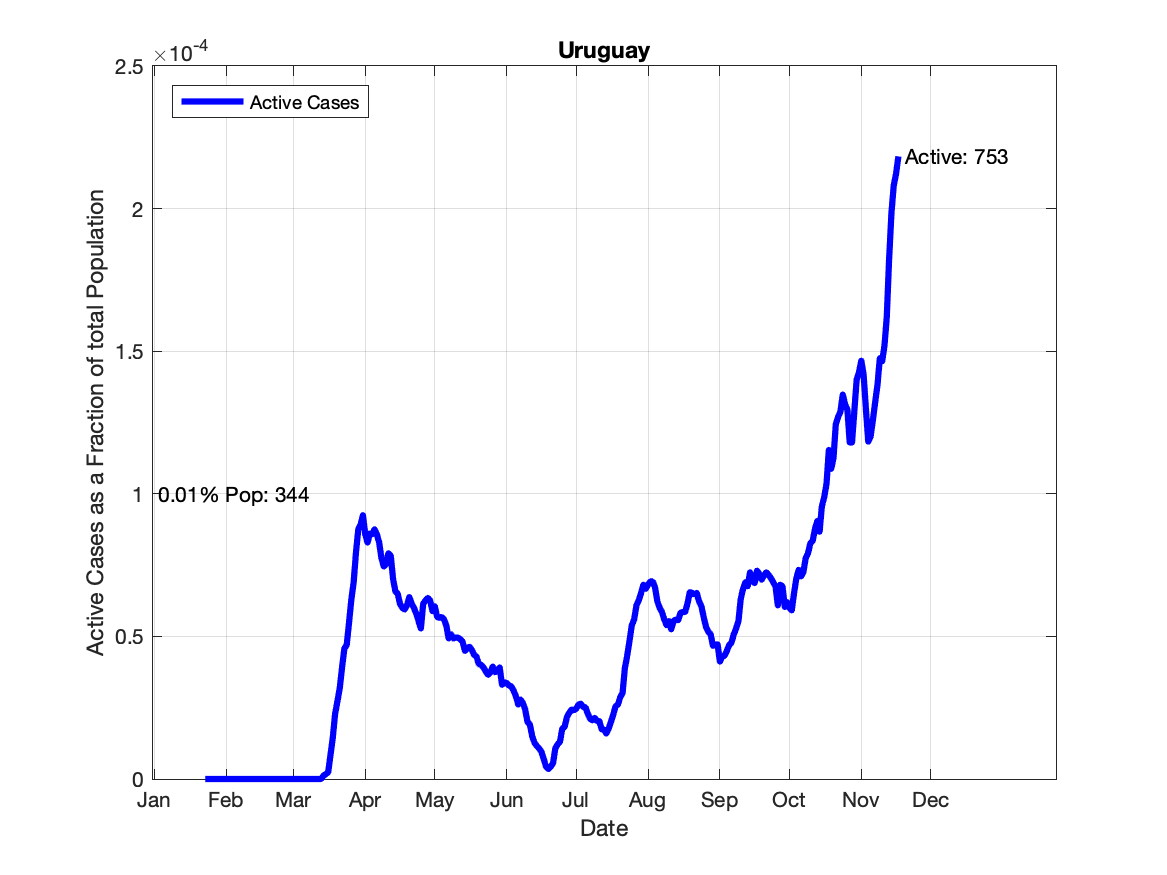 Uruguay
×10⁻⁴
Active Cases
2.5
2
1.5
1
0.5
0
Active Cases as a Fraction of total Population
Active: 753
0.01% Pop: 344
Jan Feb Mar Apr May Jun Jul Aug Sep Oct Nov Dec
Date